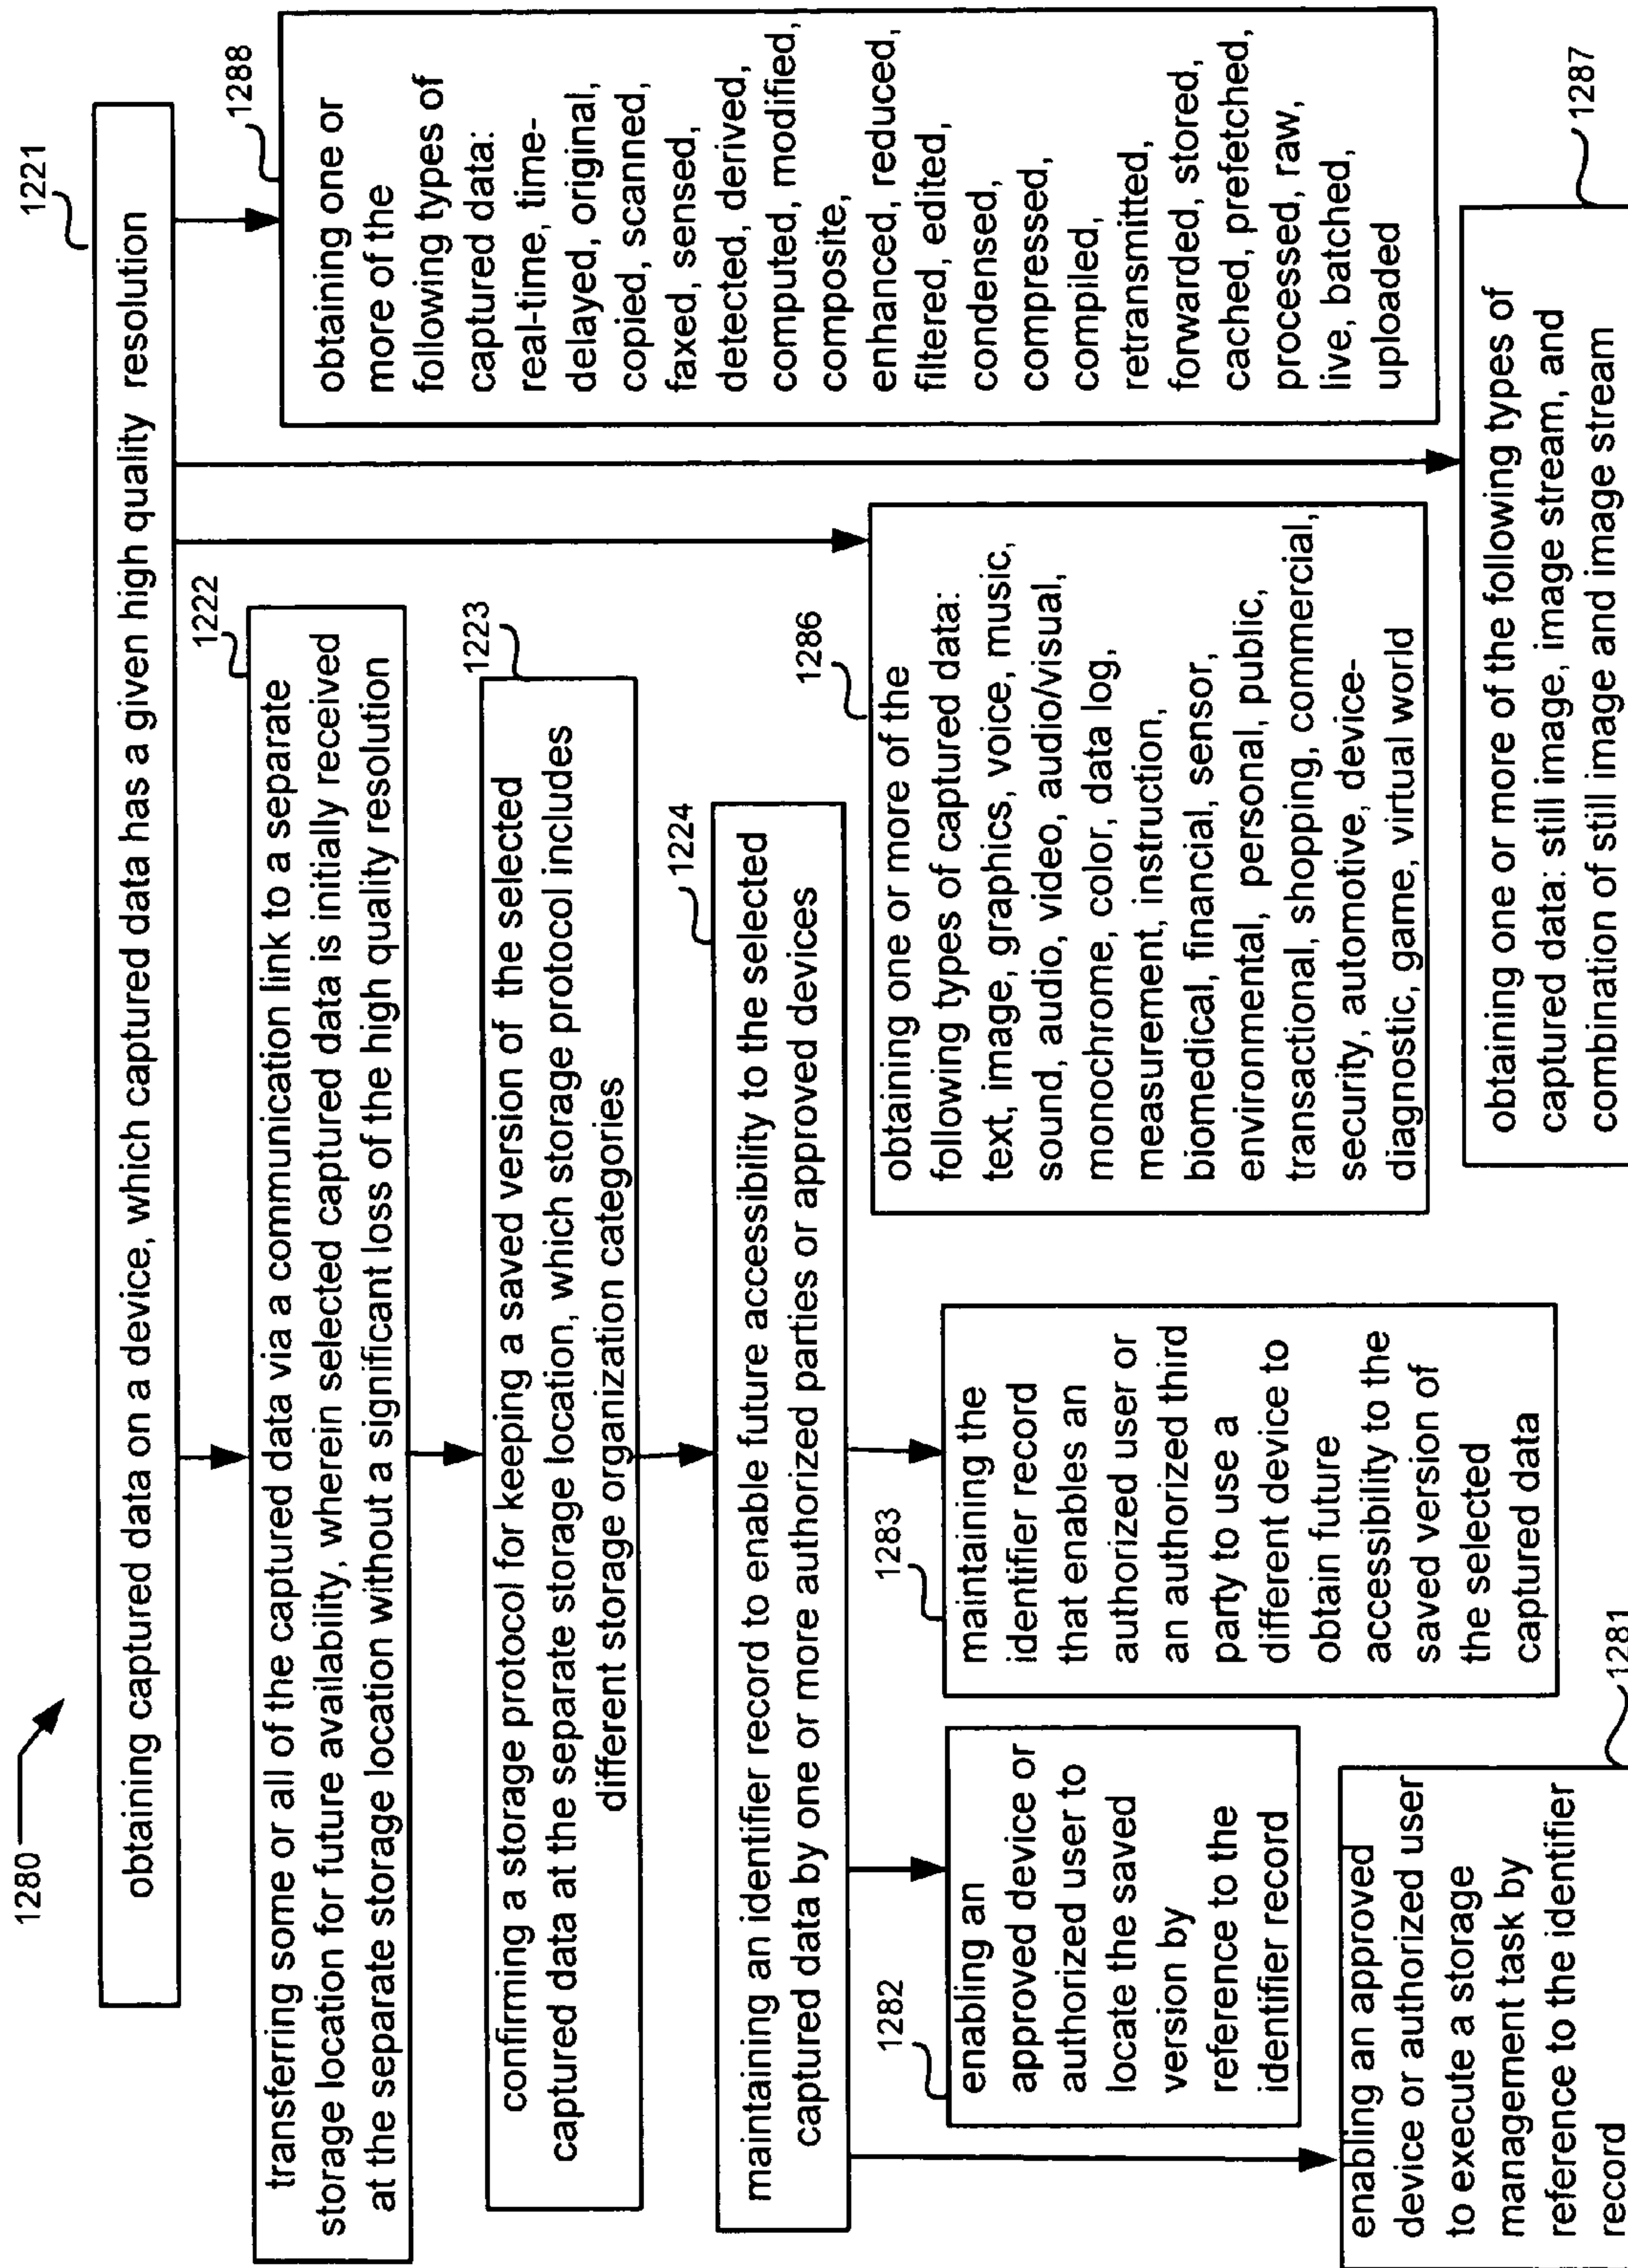 1280
1221
obtaining captured data on a device, which captured data has a given high quality resolution
1222
transferring some or all of the captured data via a communication link to a separate
storage location for future availability, wherein selected captured data is initially received
at the separate storage location without a significant loss of the high quality resolution
1223
confirming a storage protocol for keeping a saved version of the selected
captured data at the separate storage location, which storage protocol includes
different storage organization categories
1224
maintaining an identifier record to enable future accessibility to the selected
captured data by one or more authorized parties or approved devices
1288
obtaining one or
more of the
following types of
captured data:
real-time, time-
delayed, original,
copied, scanned,
faxed, sensed,
detected, derived,
computed, modified,
composite,
enhanced, reduced,
filtered, edited,
condensed,
compressed,
compiled,
retransmitted,
forwarded, stored,
cached, prefetched,
processed, raw,
live, batched,
uploaded
1282
enabling an
approved device or
authorized user to
locate the saved
version by
reference to the
identifier record
1283
maintaining the
identifier record
that enables an
authorized user or
an authorized third
party to use a
different device to
obtain future
accessibility to the
saved version of
the selected
captured data
1286
obtaining one or more of the
following types of captured data:
text, image, graphics, voice, music,
sound, audio, video, audio/visual,
monochrome, color, data log,
measurement, instruction,
biomedical, financial, sensor,
environmental, personal, public,
transactional, shopping, commercial,
security, automotive, device-
diagnostic, game, virtual world
1281
enabling an approved
device or authorized user
to execute a storage
management task by
reference to the identifier
record
1287
obtaining one or more of the following types of
captured data: still image, image stream, and
combination of still image and image stream